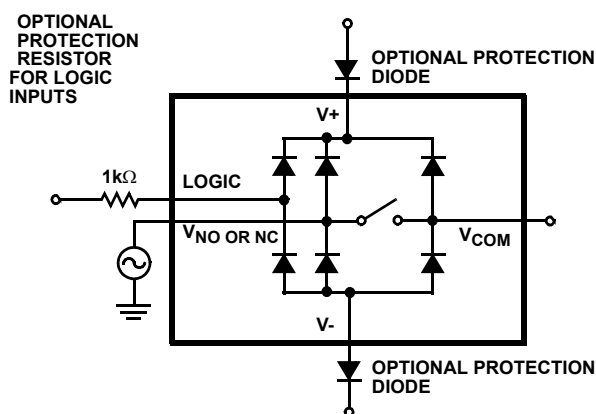 OPTIONAL
PROTECTION
RESISTOR
FOR LOGIC
INPUTS
OPTIONAL PROTECTION
DIODE
V+
1kΩ
LOGIC
VNO OR NC
VCOM
V-
OPTIONAL PROTECTION
DIODE